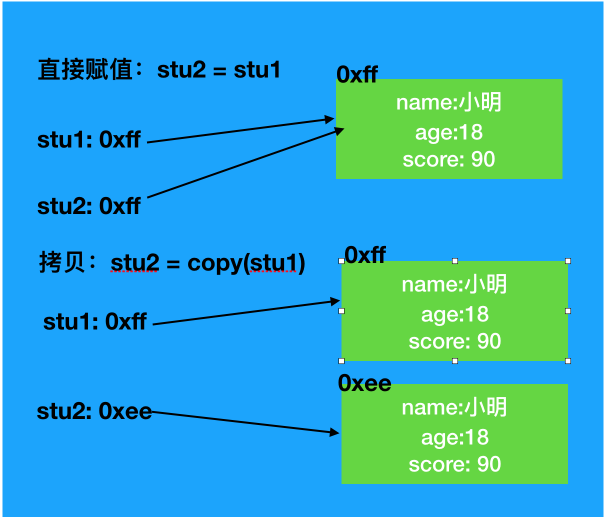 直接赋值：stu2 = stu1
0xff
name:小明
age:18
score: 90
stu1: 0xff
stu2: 0xff
拷贝：stu2 = copy(stu1)
0xff
name:小明
age:18
score: 90
stu1: 0xff
0xee
name:小明
age:18
score: 90
stu2: 0xee